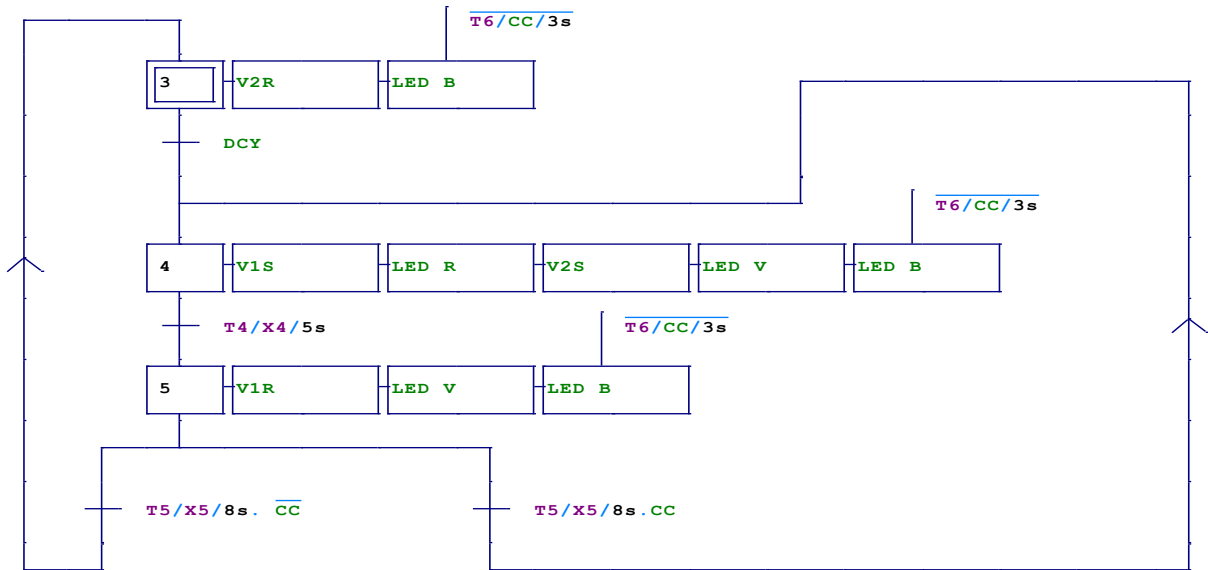 T6/CC/3s
3 V2R LED B
DCY
T6/CC/3s
4 V1S LED R V2S LED V LED B
T4/X4/5s T6/CC/3s
5 V1R LED V LED B
T5/X5/8s. CC T5/X5/8s.CC